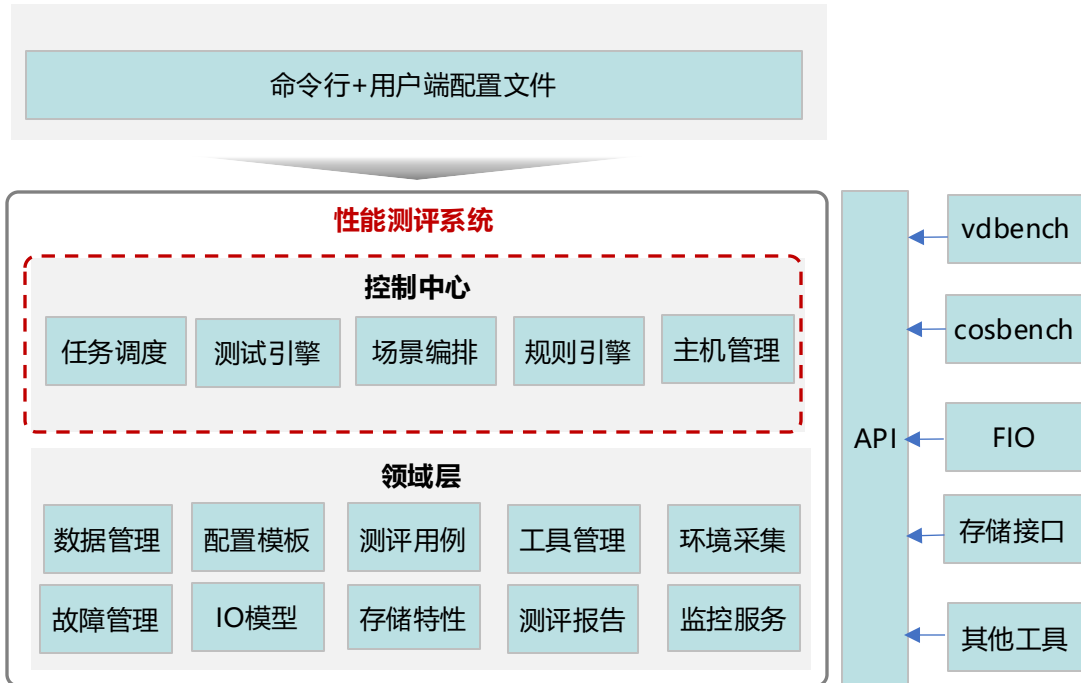 命令行+用户端配置文件
性能测评系统
控制中心
任务调度
测试引擎
场景编排
规则引擎
主机管理
领域层
数据管理
配置模板
测评用例
工具管理
环境采集
故障管理
IO模型
存储特性
测评报告
监控服务
API
vdbench
cosbench
FIO
存储接口
其他工具